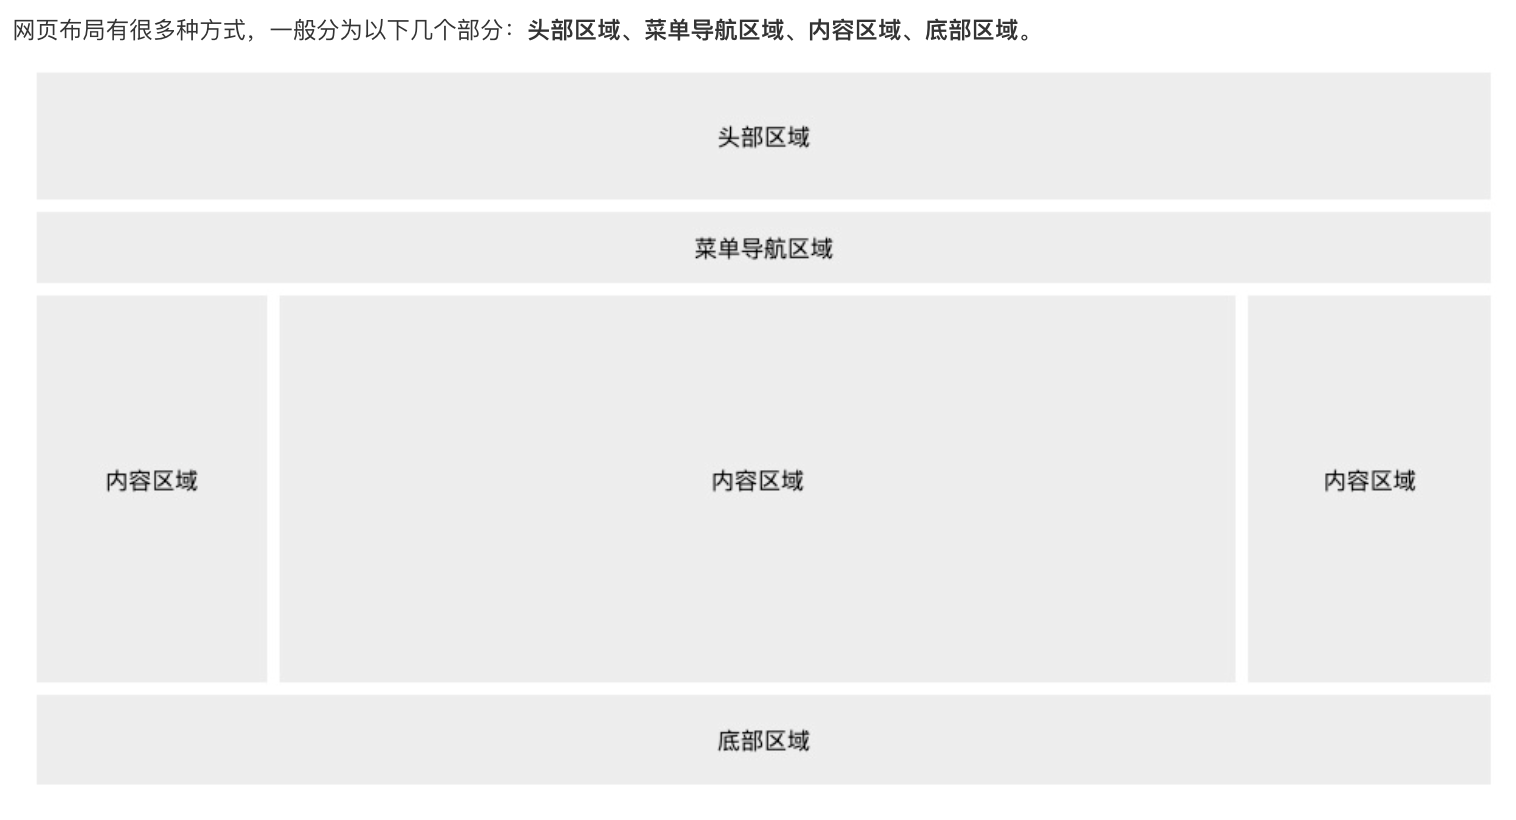 网页布局有很多种方式，一般分为以下几个部分：头部区域、菜单导航区域、内容区域、底部区域。
头部区域
菜单导航区域
内容区域
内容区域
内容区域
底部区域